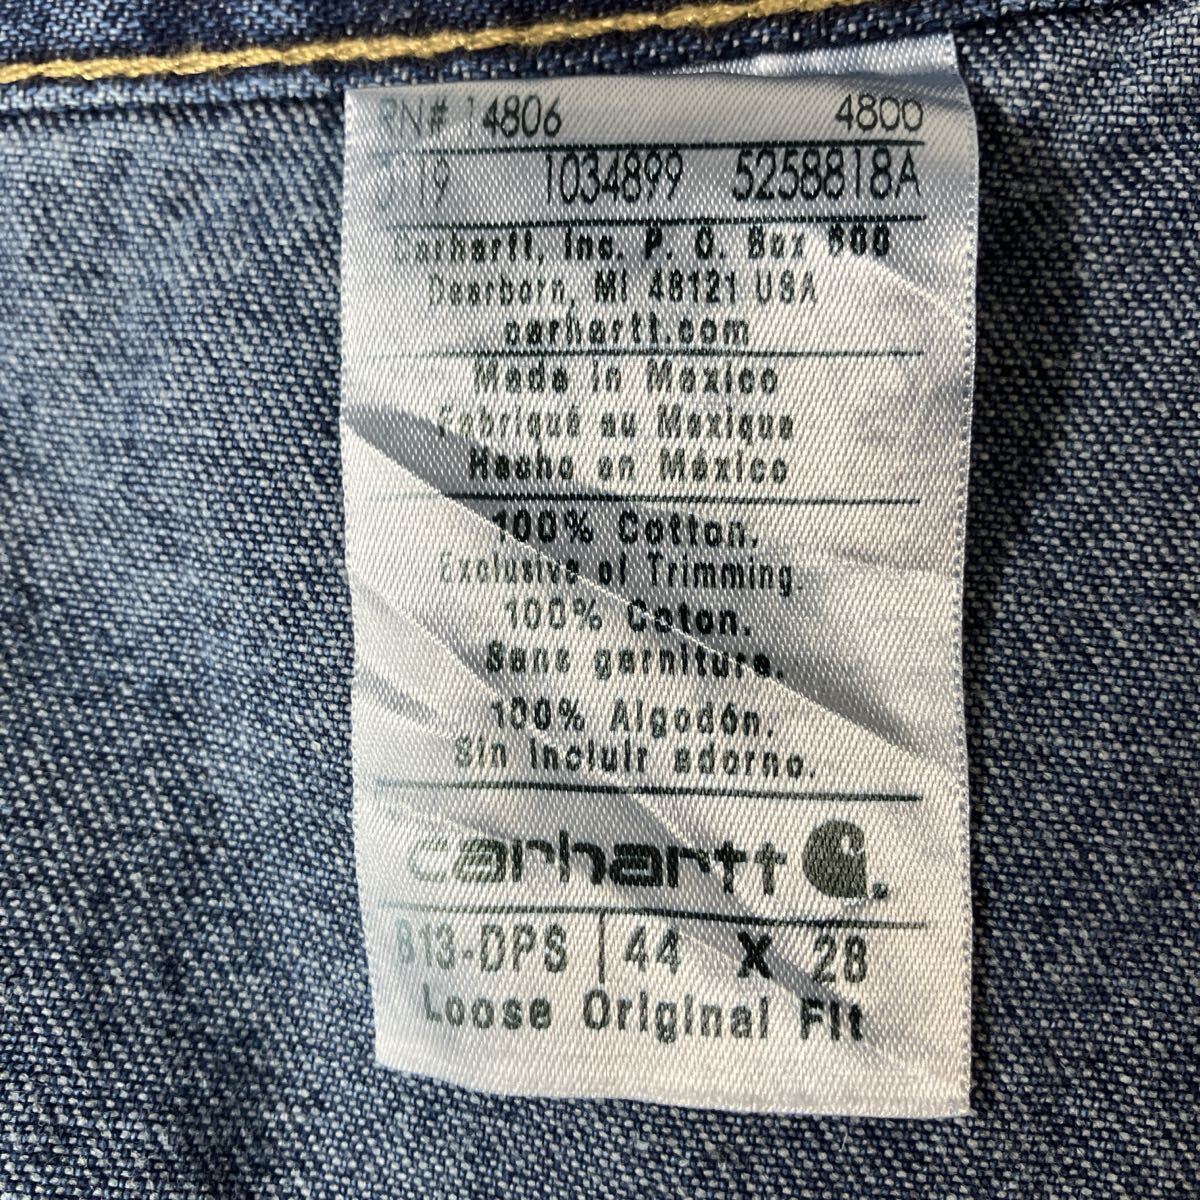 RN# 14806 4800
1034899 5258818A
Carhartt, Inc. P. O. Box 600
Dearborn, MI 48121 USA
carhartt.com
Made in Mexico
Fabriqué au Mexique
Hecho en México
100% Cotton.
Exclusive of Trimming.
100% Coton.
Sans garniture.
100% Algodón.
Sin incluir adorno.
carhartt
B13-DPS 44 X 28
Loose Original Fit